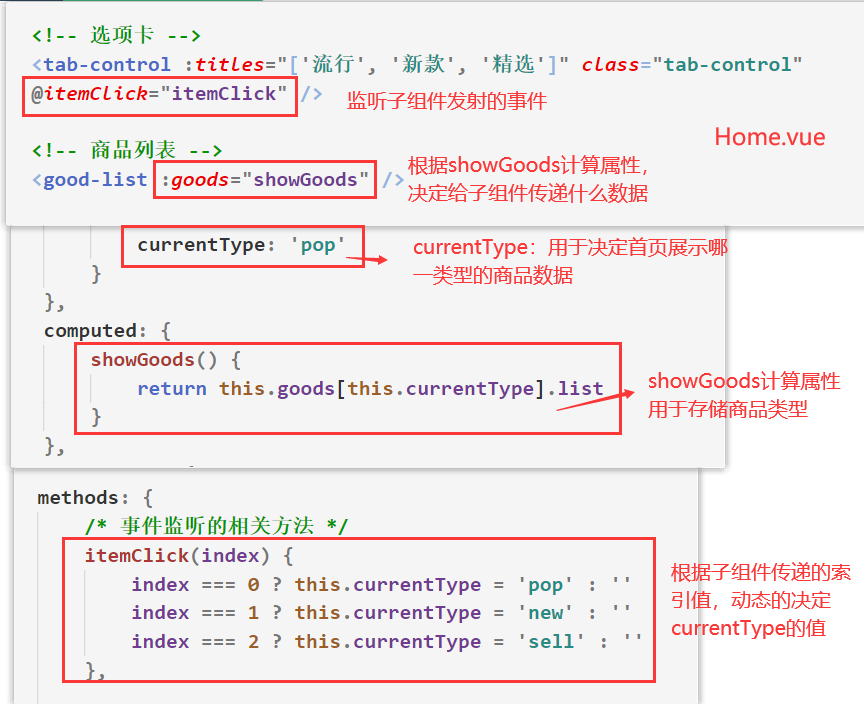 <!-- 选项卡 -->
<tab-control :titles="['流行', '新款', '精选']" class="tab-control"
@itemClick="itemClick" />
监听子组件发射的事件
Home.vue
<!-- 商品列表 -->
<good-list :goods="showGoods" />
根据showGoods计算属性，
决定给子组件传递什么数据
currentType: 'pop'
currentType：用于决定首页展示哪
一类型的商品数据
}
},
computed: {
showGoods() {
return this.goods[this.currentType].list
}
showGoods计算属性
用于存储商品类型
},
methods: {
/* 事件监听的相关方法 */
itemClick(index) {
index === 0 ? this.currentType = 'pop' : ''
index === 1 ? this.currentType = 'new' : ''
index === 2 ? this.currentType = 'sell' : ''
},
根据子组件传递的索
引值，动态的决定
currentType的值